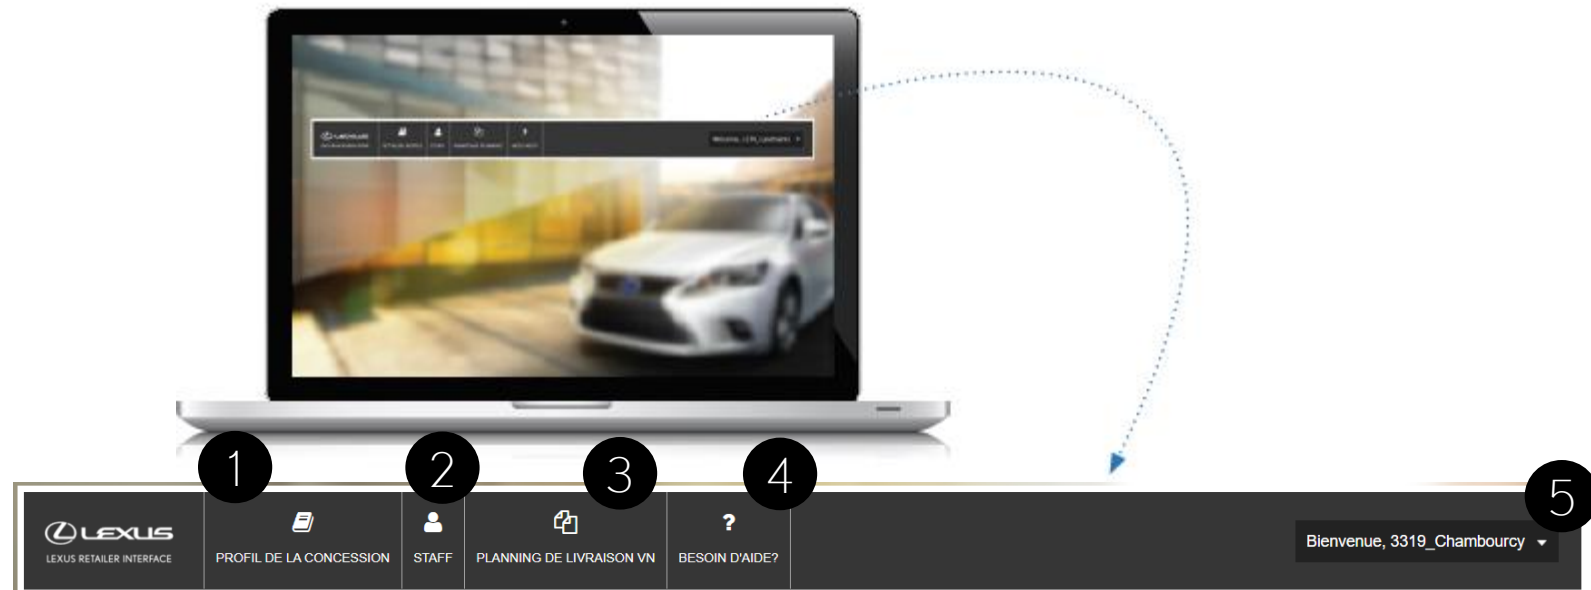 1
2
3
4
5
LEXUS
LEXUS RETAILER INTERFACE
PROFIL DE LA CONCESSION
STAFF
PLANNING DE LIVRAISON VN
?
BESOIN D'AIDE?
Bienvenue, 3319_Chambourcy